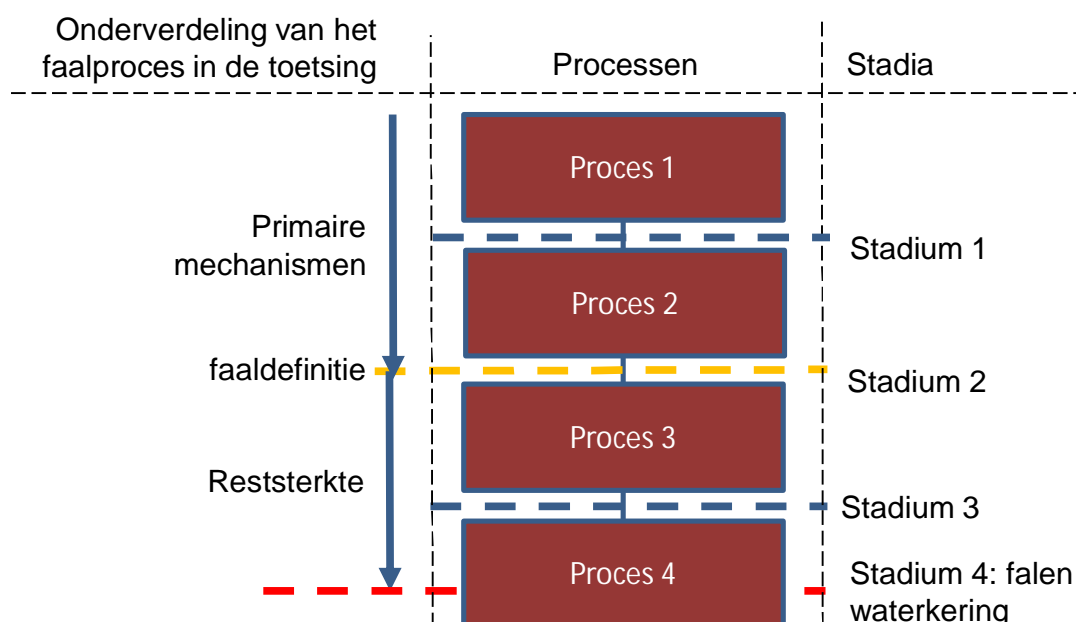 Onderverdeling van het
faalproces in de toetsing
Processen
Stadia
Proces 1
Primaire
mechanismen
Stadium 1
Proces 2
faaldefinitie
Stadium 2
Proces 3
Reststerkte
Stadium 3
Proces 4
Stadium 4: falen
waterkering